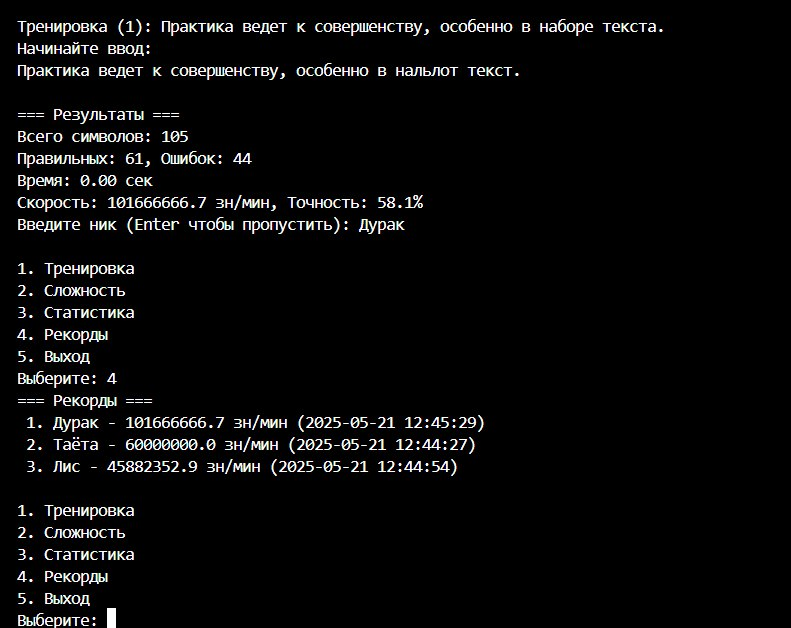 Тренировка (1): Практика ведет к совершенству, особенно в наборе текста.
Начинайте ввод:
Практика ведет к совершенству, особенно в нальлот текст.
=== Результаты ===
Всего символов: 105
Правильных: 61, Ошибок: 44
Время: 0.00 сек
Скорость: 101666666.7 зн/мин, Точность: 58.1%
Введите ник (Enter чтобы пропустить): Дурак
1. Тренировка
2. Сложность
3. Статистика
4. Рекорды
5. Выход
Выберите: 4
=== Рекорды ===
1. Дурак - 101666666.7 зн/мин (2025-05-21 12:45:29)
2. Таёта - 60000000.0 зн/мин (2025-05-21 12:44:27)
3. Лис - 45882352.9 зн/мин (2025-05-21 12:44:54)
1. Тренировка
2. Сложность
3. Статистика
4. Рекорды
5. Выход
Выберите: